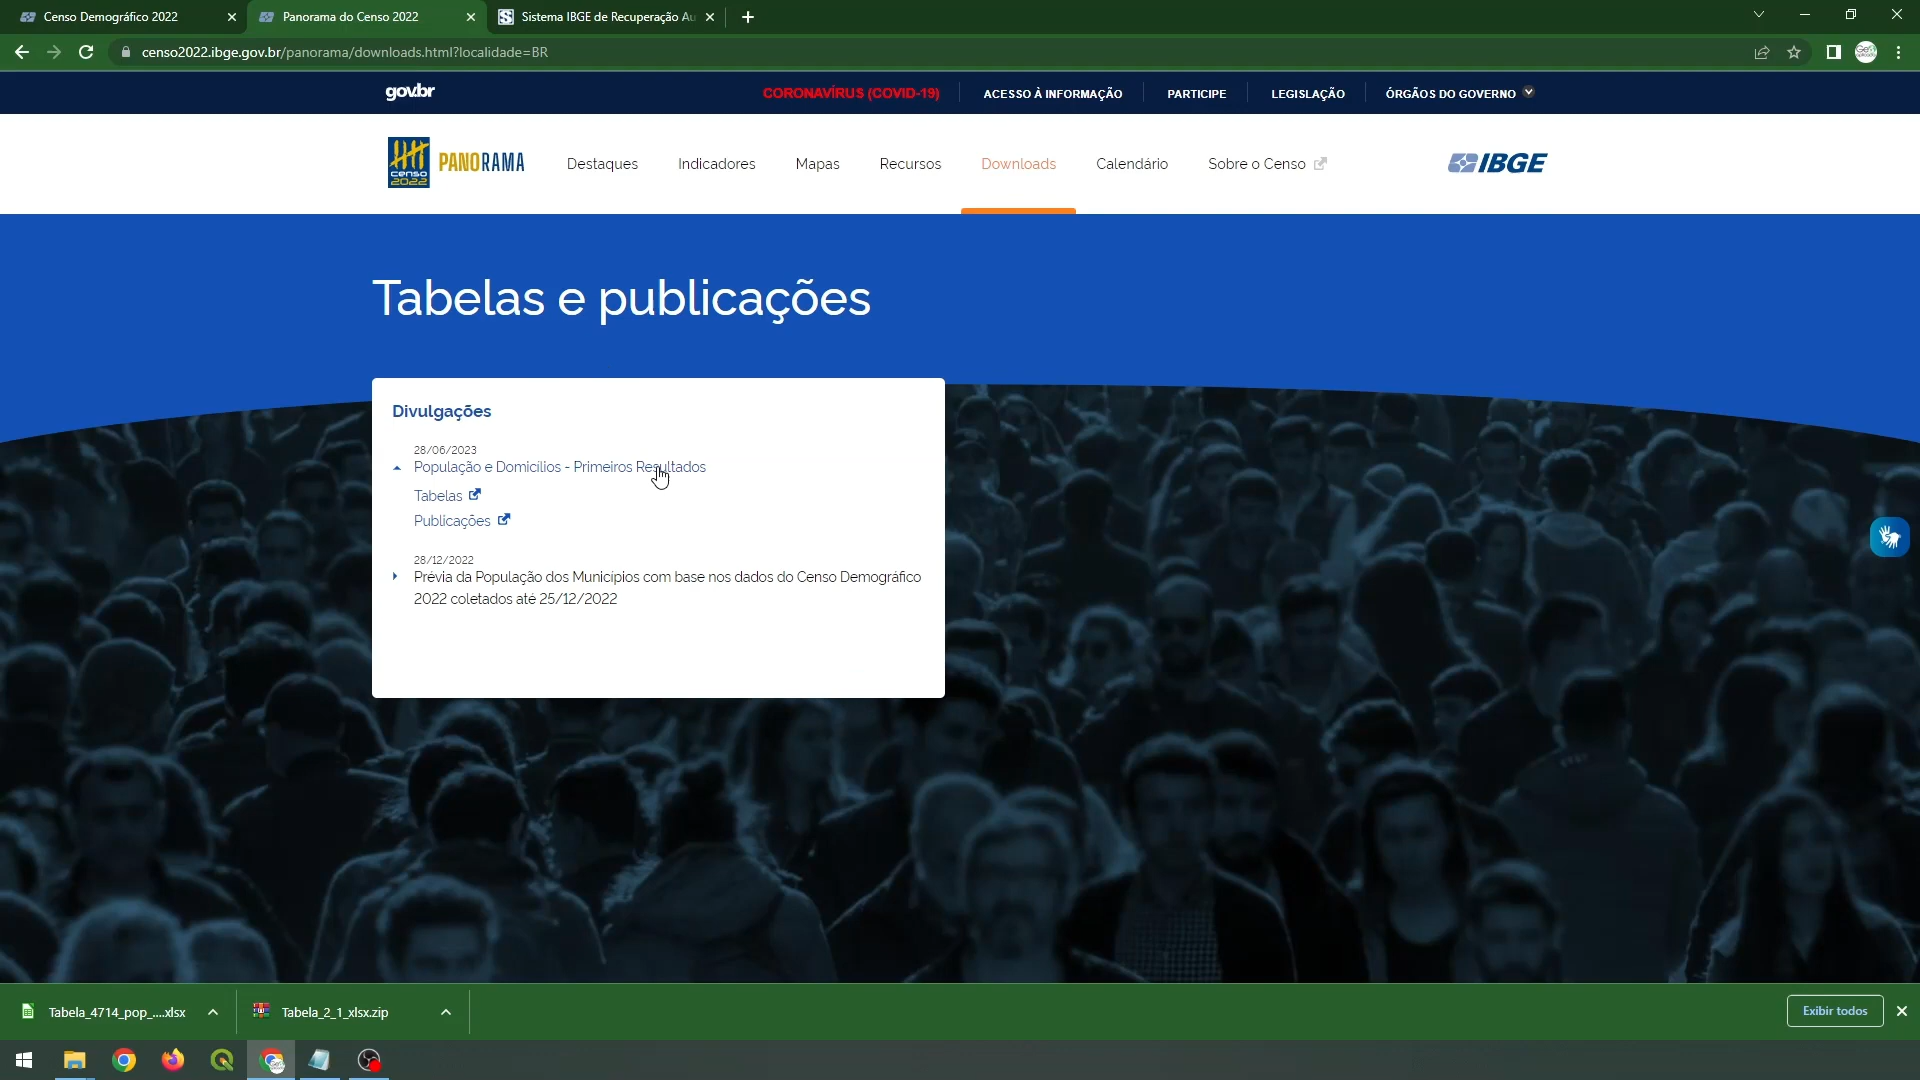 Censo Demográfico 2022
Panorama do Censo 2022
Sistema IBGE de Recuperação Au
censo2022.ibge.gov.br/panorama/downloads.html?localidade=BR
gov.br
CORONAVÍRUS (COVID-19)
ACESSO À INFORMAÇÃO
PARTICIPE
LEGISLAÇÃO
ÓRGÃOS DO GOVERNO
censo
2022
PANORAMA
Destaques
Indicadores
Mapas
Recursos
Downloads
Calendário
Sobre o Censo
IBGE
Tabelas e publicações
Divulgações
28/06/2023
População e Domicílios - Primeiros Resultados
Tabelas
Publicações
28/12/2022
Prévia da População dos Municípios com base nos dados do Censo Demográfico
2022 coletados até 25/12/2022
Tabela_4714_pop_....xlsx
Tabela_2_1_xlsx.zip
Exibir todos